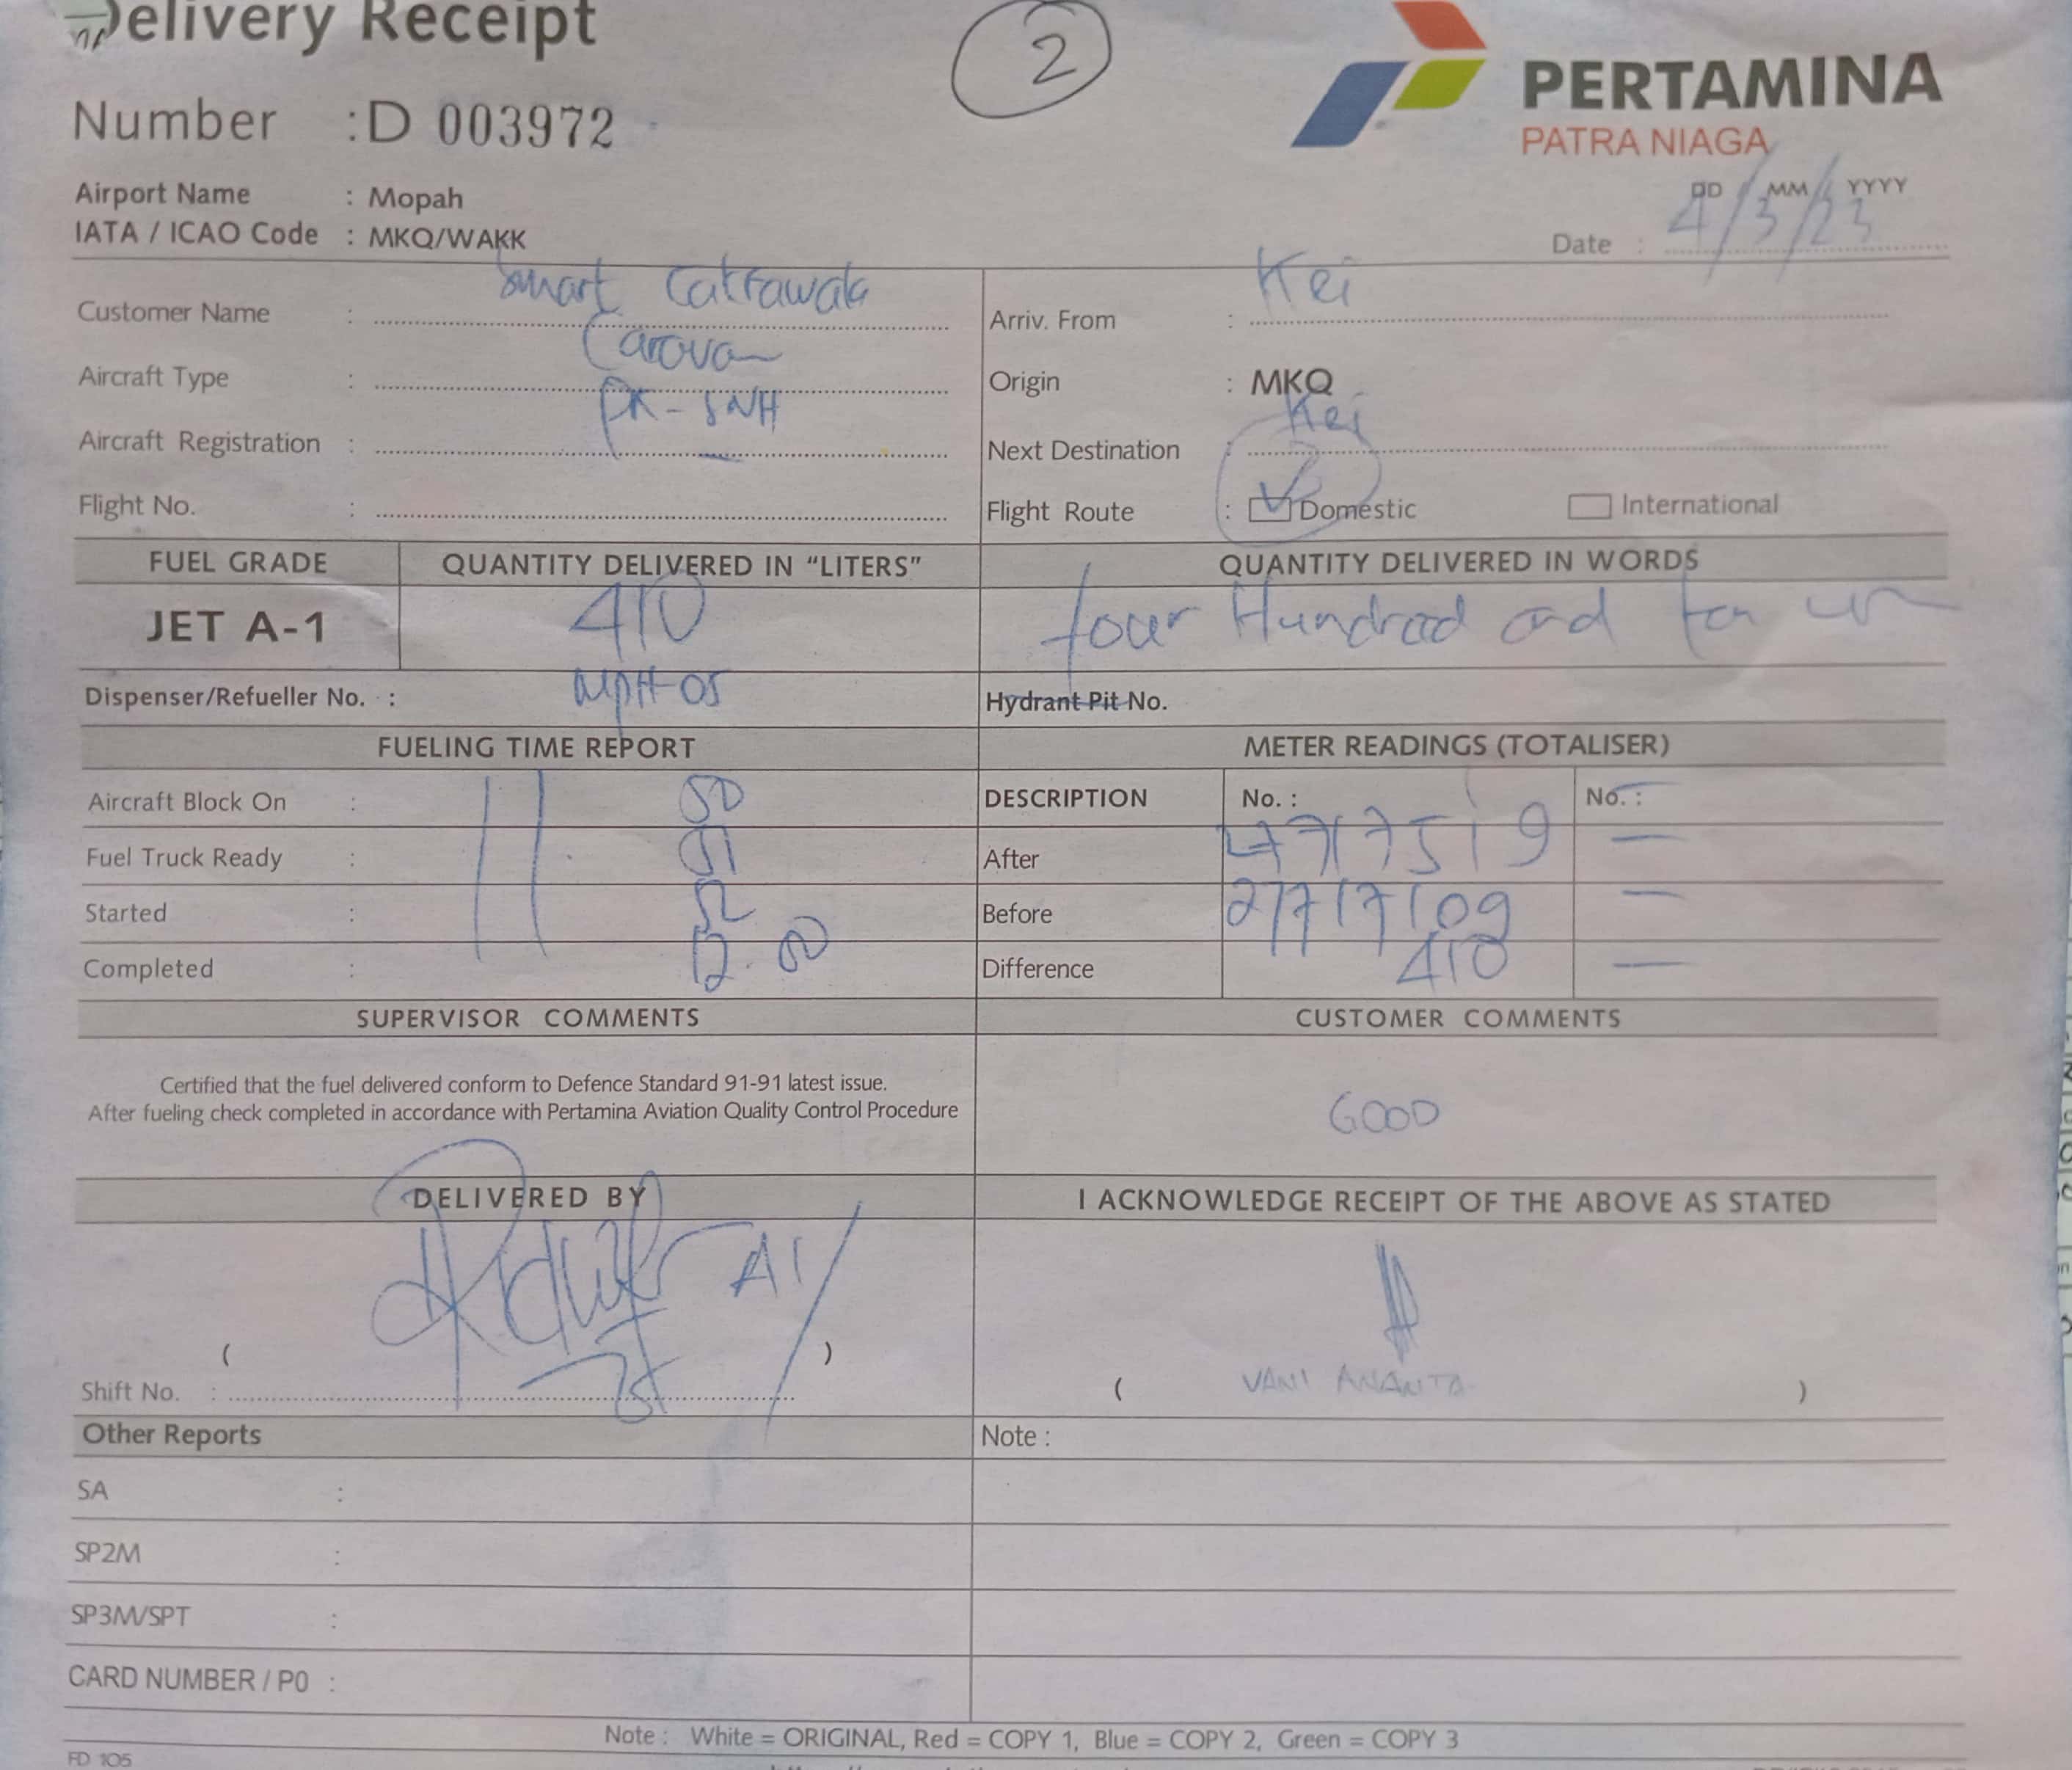 Delivery Receipt
2
PERTAMINA
PATRA NIAGA
Number : D 003972
Airport Name : Mopah
IATA / ICAO Code : MKQ/WAKK
DD / MM / YYYY
Date : 4/3/23
Customer Name : Smart Catrawala
Arriv. From : Kei
Aircraft Type : Caravan
Origin : MKQ
Aircraft Registration : PK-SNH
Next Destination : Kei
Flight No. :
Flight Route : Domestic International
FUEL GRADE QUANTITY DELIVERED IN "LITERS" QUANTITY DELIVERED IN WORDS
JET A-1 410 four Hundred and ten
Dispenser/Refueller No. : MPH-05 Hydrant Pit No.
FUELING TIME REPORT METER READINGS (TOTALISER)
Aircraft Block On : 11 50 DESCRIPTION No. : No. :
Fuel Truck Ready : 51 After
Started : 52 Before
Completed : 12.00 Difference 410
SUPERVISOR COMMENTS CUSTOMER COMMENTS
Certified that the fuel delivered conform to Defence Standard 91-91 latest issue.
After fueling check completed in accordance with Pertamina Aviation Quality Control Procedure
GOOD
DELIVERED BY I ACKNOWLEDGE RECEIPT OF THE ABOVE AS STATED
( )
Shift No. :
( VANI ANANTA )
Other Reports Note :
SA :
SP2M :
SP3M/SPT :
CARD NUMBER / P0 :
Note : White = ORIGINAL, Red = COPY 1, Blue = COPY 2, Green = COPY 3
FD 105